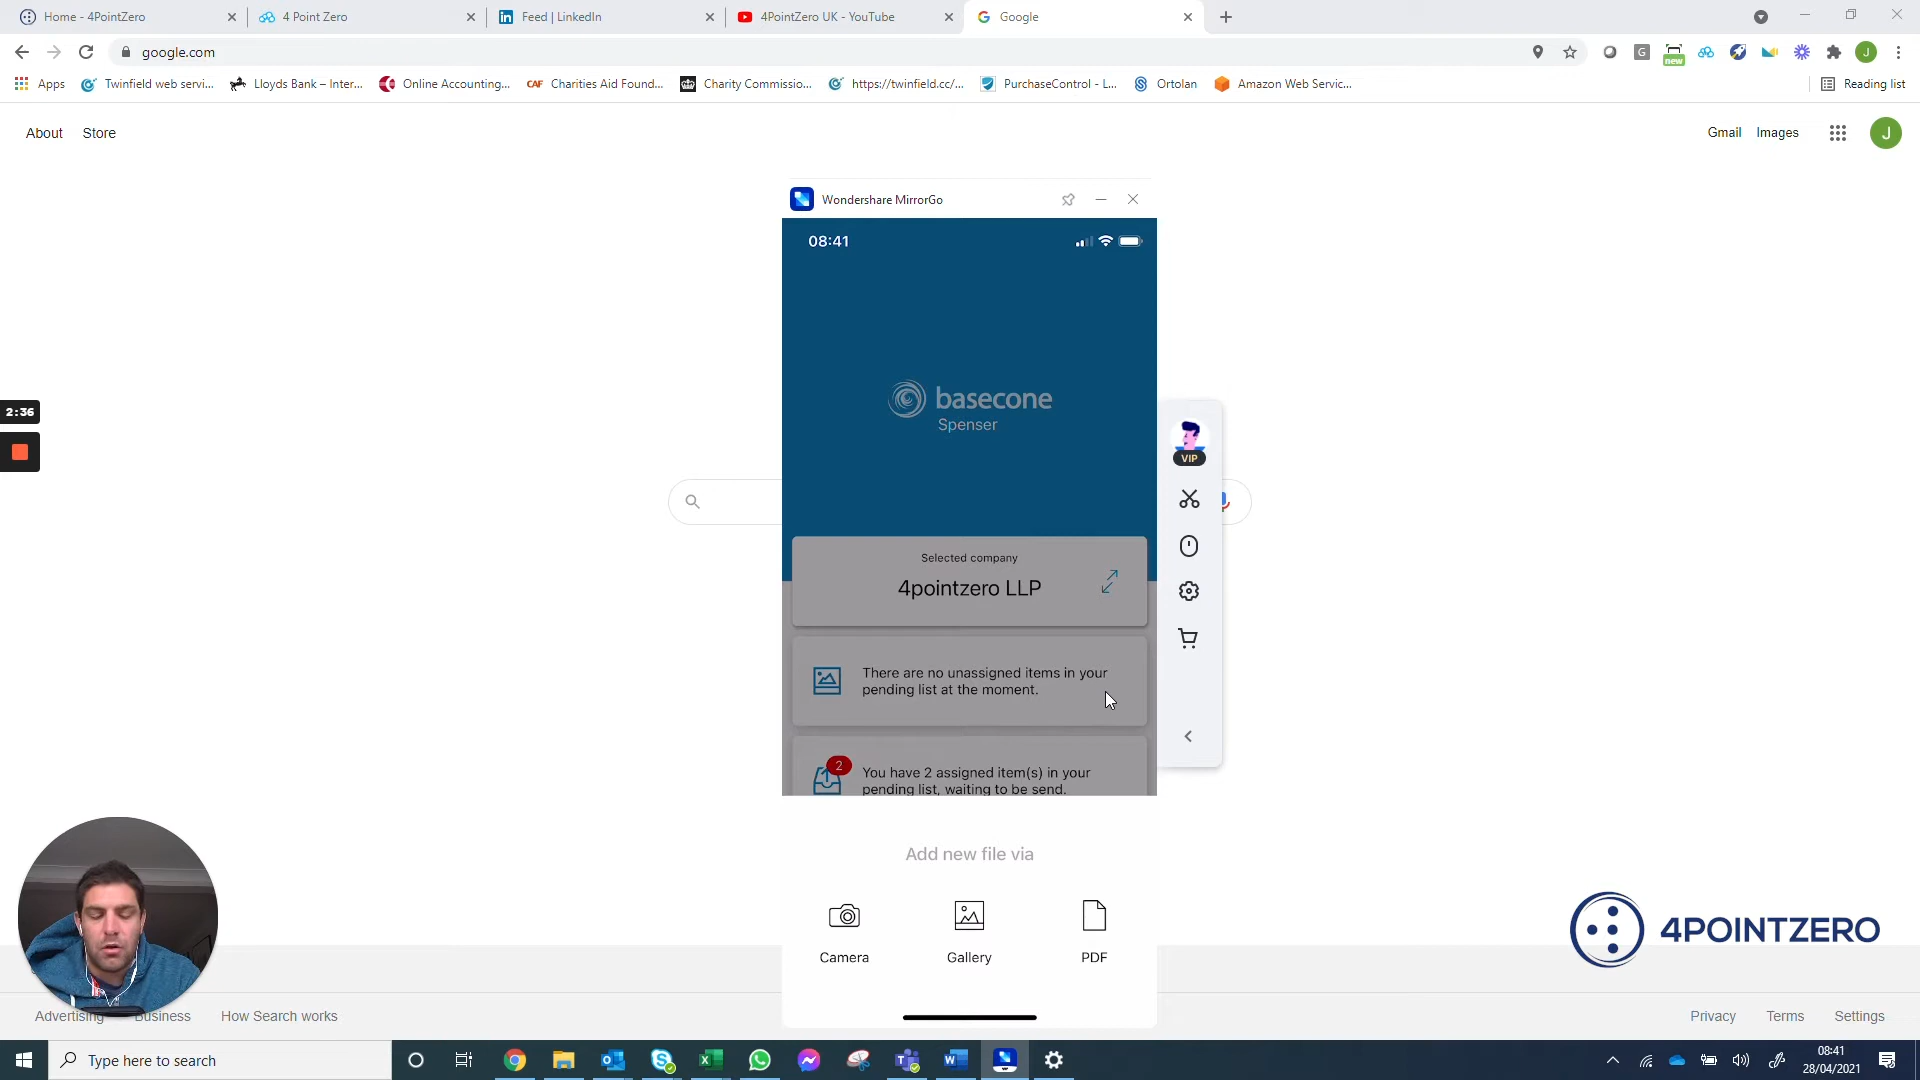 Home - 4PointZero
4 Point Zero
Feed | LinkedIn
4PointZero UK - YouTube
Google
google.com
G
new
J
Apps
Twinfield web servi...
Lloyds Bank – Inter...
Online Accounting...
CAF
Charities Aid Found...
Charity Commissio...
https://twinfield.cc/...
PurchaseControl - L...
Ortolan
Amazon Web Servic...
Reading list
About
Store
Gmail
Images
J
Wondershare MirrorGo
08:41
basecone
Spenser
2:36
VIP
Selected company
4pointzero LLP
There are no unassigned items in your
pending list at the moment.
2
You have 2 assigned item(s) in your
pending list, waiting to be send.
Add new file via
Camera
Gallery
PDF
4POINTZERO
Advertising
Business
How Search works
Privacy
Terms
Settings
Type here to search
08:41
28/04/2021